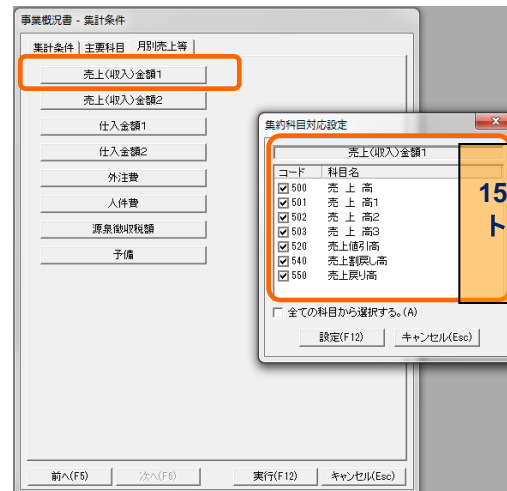 事業概況書 - 集計条件
集計条件 主要科目 月別売上等
売上(収入)金額1
売上(収入)金額2
仕入金額1
仕入金額2
外注費
人件費
源泉徴収税額
予備
集約科目対応設定
売上(収入)金額1
コード 科目名
500 売 上 高
501 売 上 高1
502 売 上 高2
503 売 上 高3
520 売上値引高
540 売上割戻し高
550 売上戻り高
15
ト
全ての科目から選択する。(A)
設定(F12) キャンセル(Esc)
前へ(F5) 次へ(F6) 実行(F12) キャンセル(Esc)